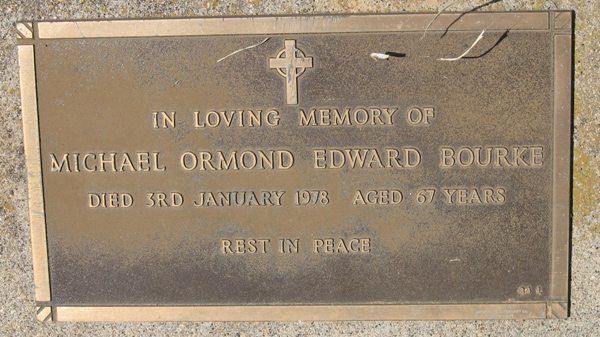 IN LOVING MEMORY OF
MICHAEL ORMOND EDWARD BOURKE
DIED 3RD JANUARY 1978 AGED 67 YEARS
REST IN PEACE